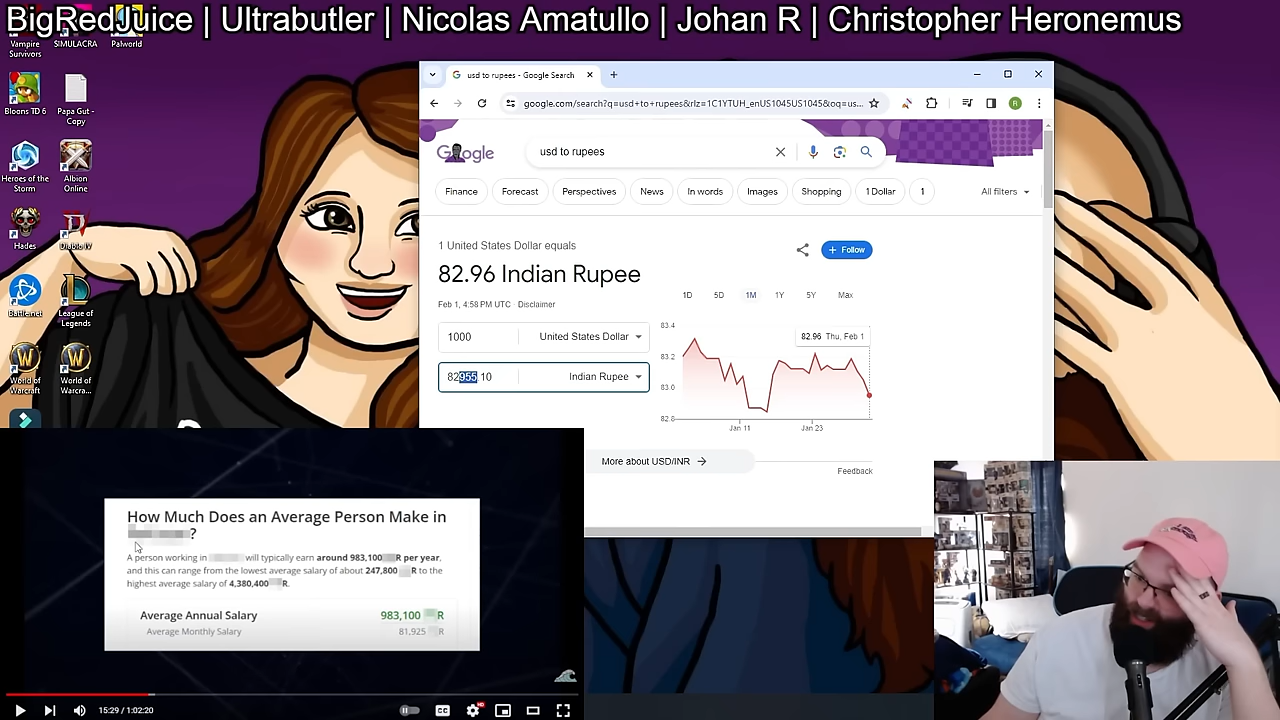 BigRedJuice | Ultrabutler | Nicolas Amatullo | Johan R | Christopher Heronemus
Vampire Survivors
SIMULACRA
Palworld
Bloons TD 6
Papa Gut - Copy
Heroes of the Storm
Albion Online
Hades
Diablo IV
Battle.net
League of Legends
World of Warcraft
World of Warcra...
usd to rupees - Google Search
google.com/search?q=usd+to+rupees&rlz=1C1YTUH_enUS1045US1045&oq=us...
R
Google
usd to rupees
Finance
Forecast
Perspectives
News
In words
Images
Shopping
1 Dollar
1
All filters
1 United States Dollar equals
82.96 Indian Rupee
Feb 1, 4:58 PM UTC · Disclaimer
+ Follow
1D 5D 1M 1Y 5Y Max
1000 United States Dollar
82955.10 Indian Rupee
83.4
83.2
83.0
82.8
82.96 Thu, Feb 1
Jan 11
Jan 23
More about USD/INR →
Feedback
How Much Does an Average Person Make in
?
A person working in will typically earn around 983,100 R per year.
and this can range from the lowest average salary of about 247,800 R to the
highest average salary of 4,380,400 R.
Average Annual Salary 983,100 R
Average Monthly Salary 81,925 R
15:29 / 1:02:20
CC
HD